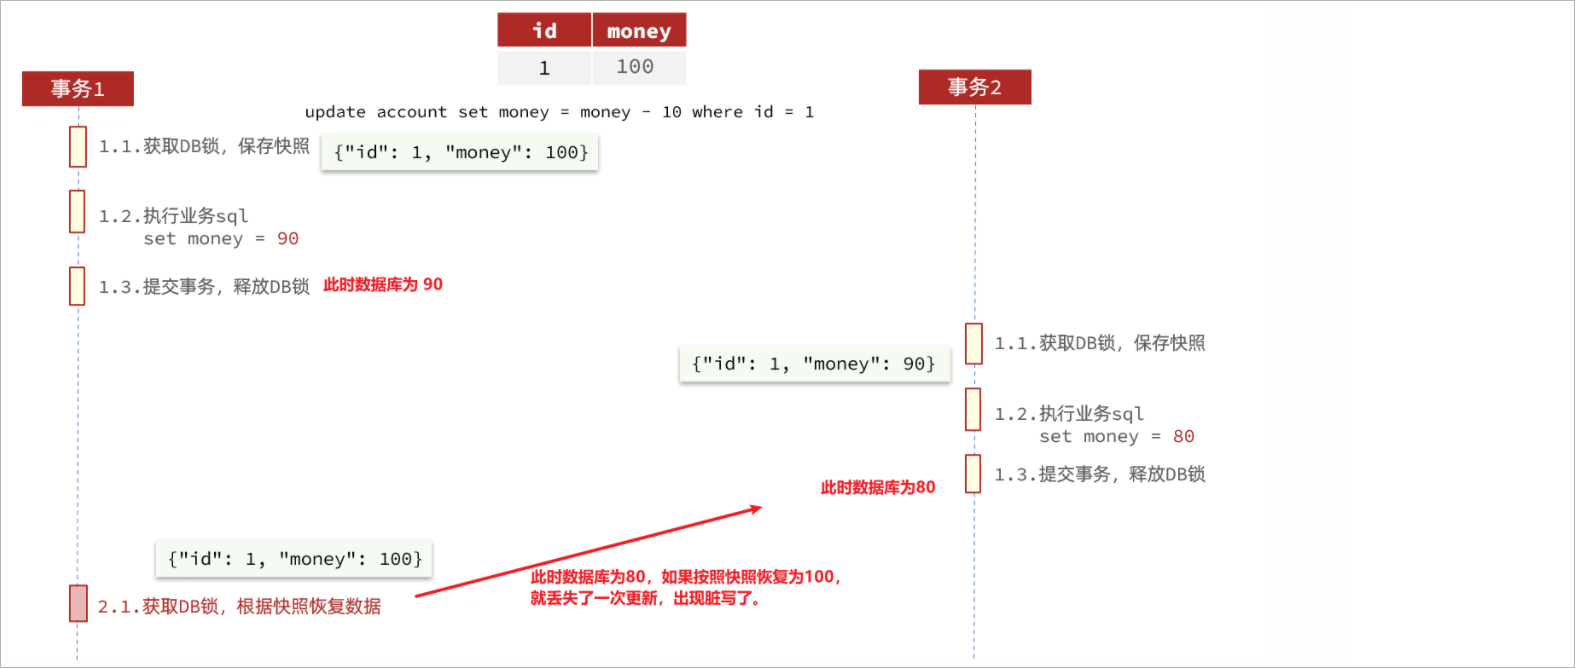 id money
1 100
事务1
事务2
update account set money = money - 10 where id = 1
1.1.获取DB锁，保存快照
{"id": 1, "money": 100}
1.2.执行业务sql
set money = 90
1.3.提交事务，释放DB锁
此时数据库为 90
1.1.获取DB锁，保存快照
{"id": 1, "money": 90}
1.2.执行业务sql
set money = 80
1.3.提交事务，释放DB锁
此时数据库为80
{"id": 1, "money": 100}
2.1.获取DB锁，根据快照恢复数据
此时数据库为80，如果按照快照恢复为100，
就丢失了一次更新，出现脏写了。